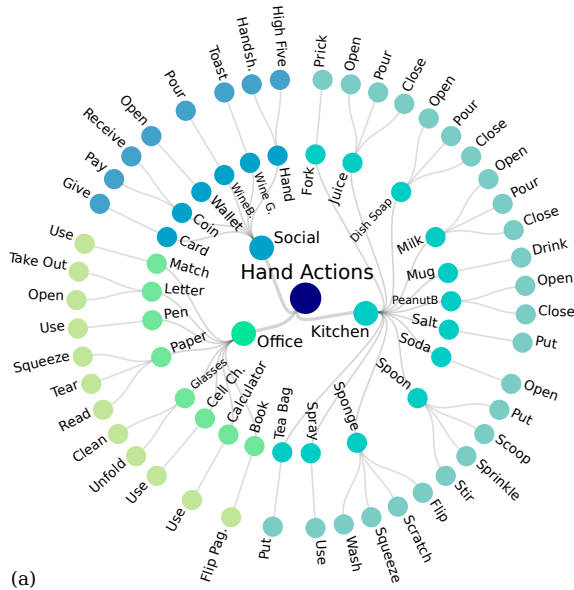 Hand Actions
Social
Hand
High Five
Handsh.
Wine G.
Toast
WineB.
Pour
Wallet
Open
Coin
Receive
Pay
Card
Give
Office
Match
Use
Letter
Take Out
Open
Pen
Use
Paper
Squeeze
Tear
Read
Glasses
Clean
Unfold
Cell Ch.
Use
Calculator
Use
Book
Flip Pag.
Kitchen
Fork
Prick
Juice
Open
Pour
Close
Dish Soap
Open
Pour
Close
Milk
Open
Pour
Close
Mug
Drink
PeanutB
Open
Close
Salt
Put
Soda
Open
Spoon
Put
Scoop
Sprinkle
Stir
Sponge
Flip
Scratch
Squeeze
Wash
Spray
Use
Tea Bag
Put
(a)